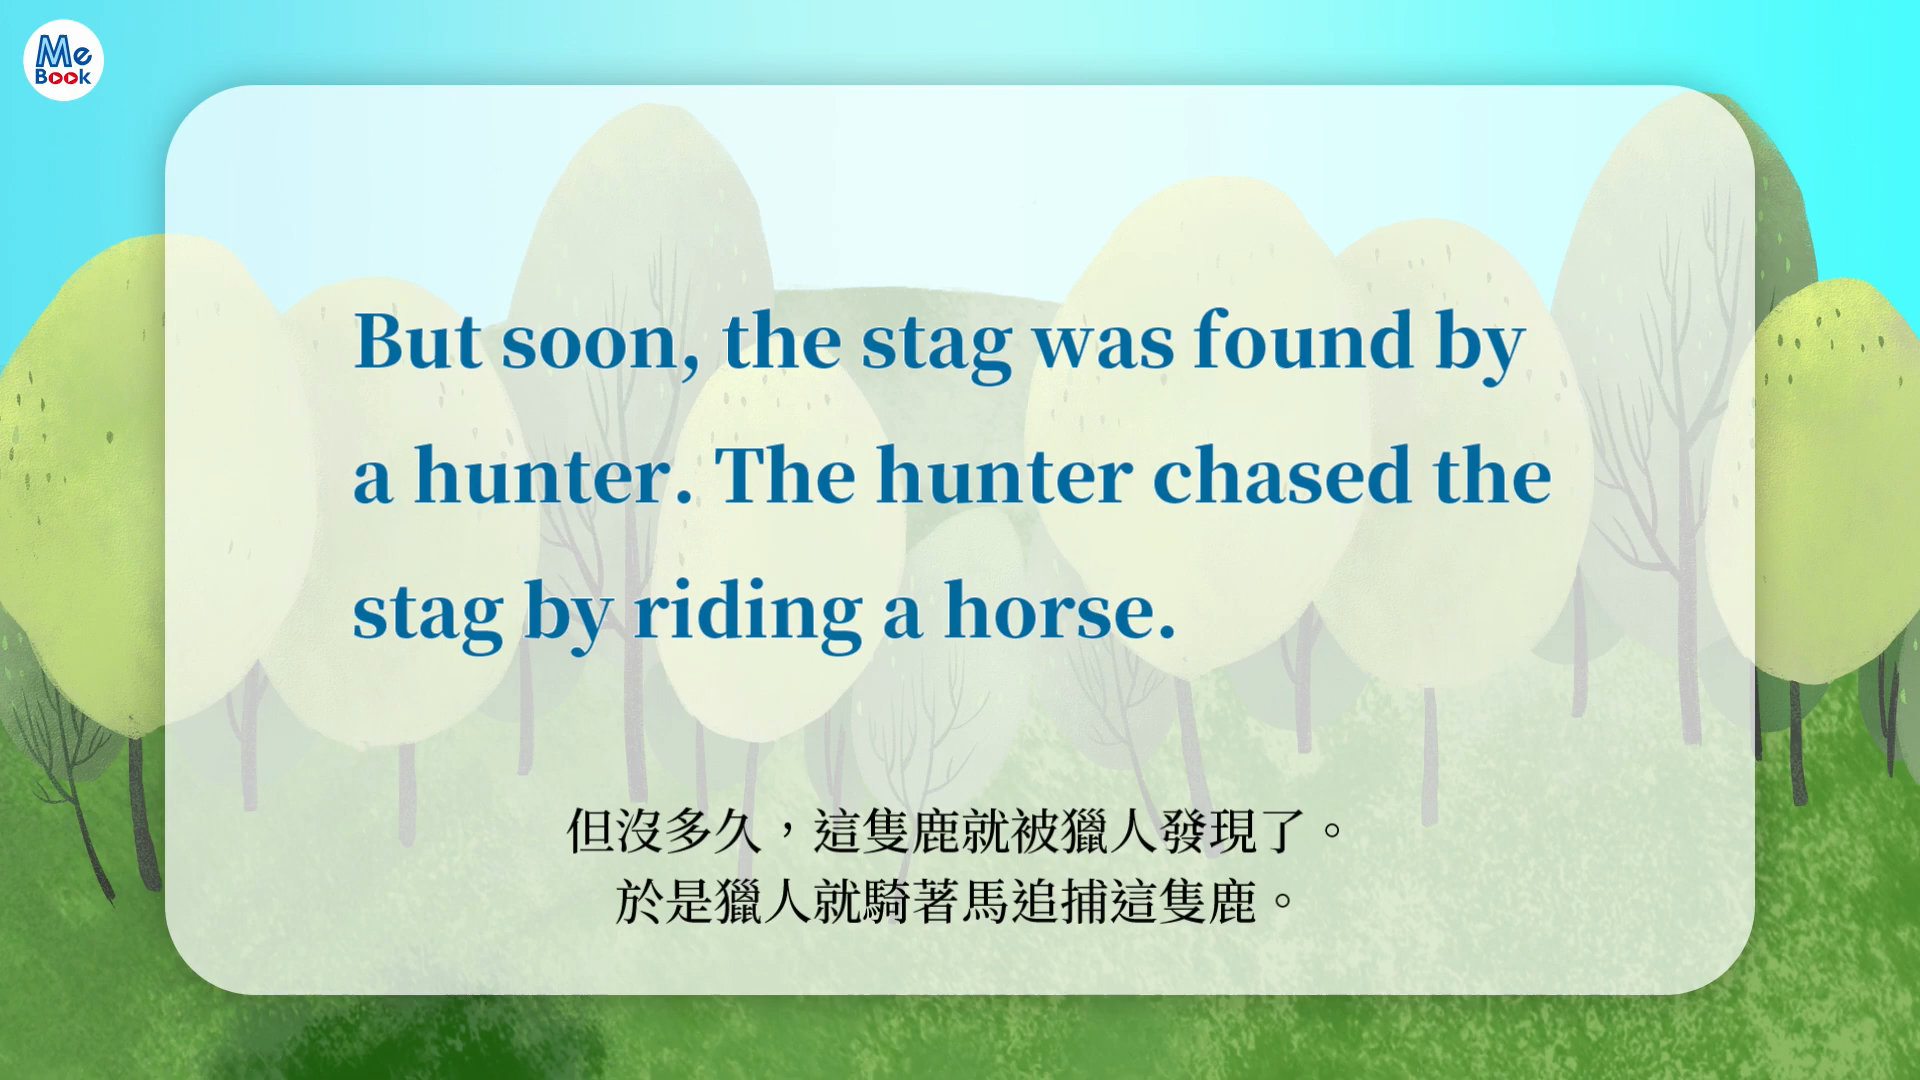 Me
Book
But soon, the stag was found by
a hunter. The hunter chased the
stag by riding a horse.
但沒多久，這隻鹿就被獵人發現了。
於是獵人就騎著馬追捕這隻鹿。